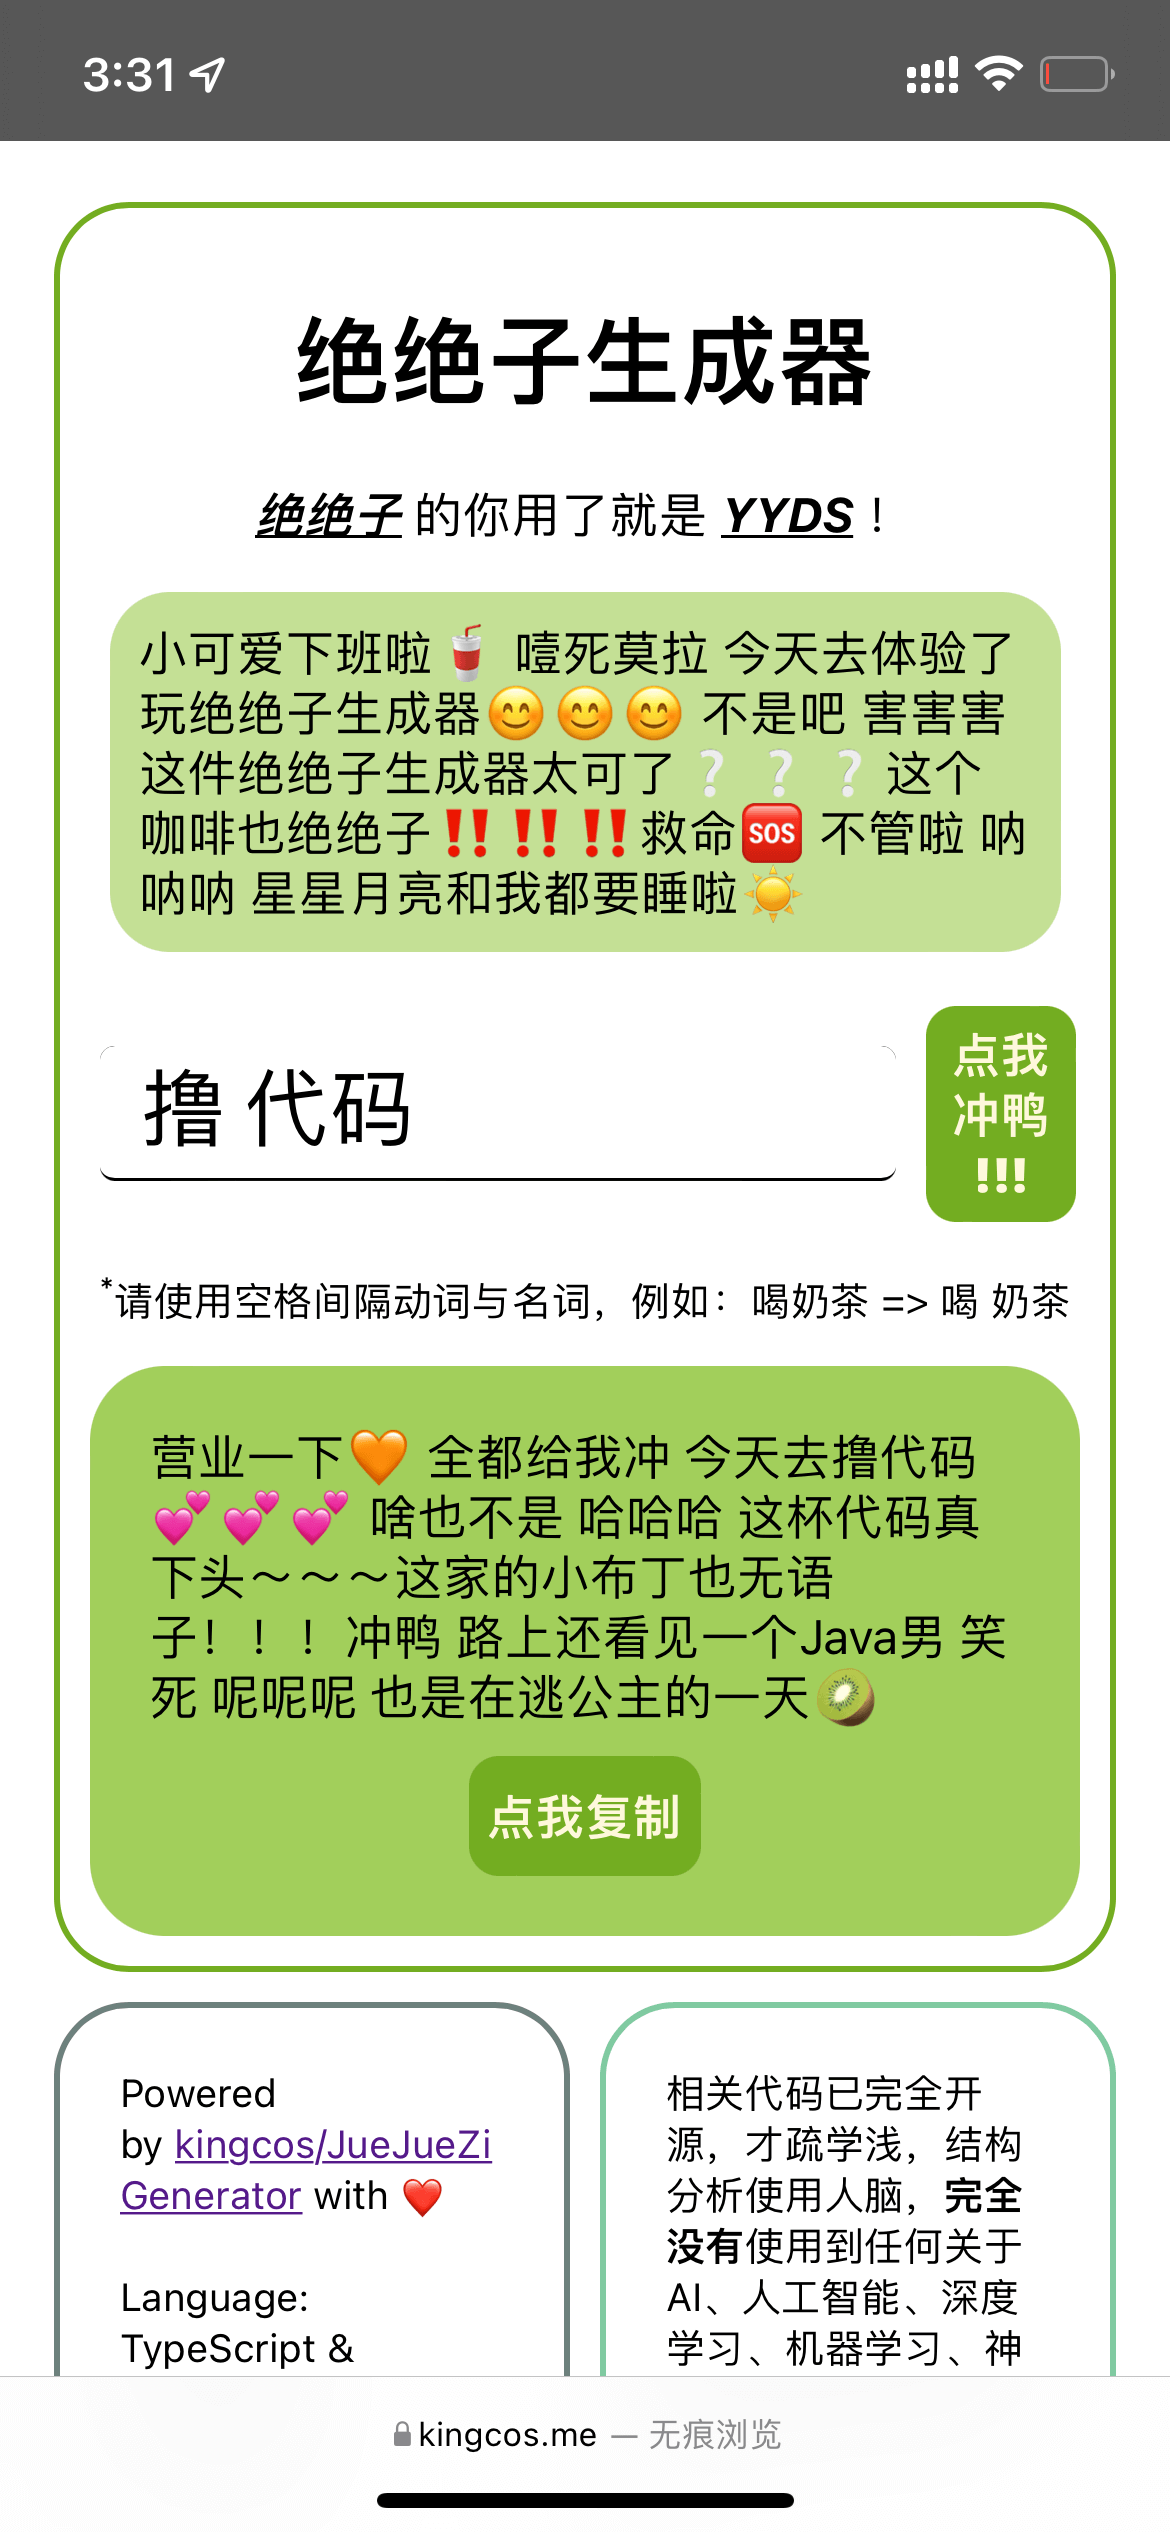 3:31
绝绝子生成器
绝绝子 的你用了就是 YYDS！
小可爱下班啦🥤 噎死莫拉 今天去体验了
玩绝绝子生成器😊😊😊 不是吧 害害害
这件绝绝子生成器太可了❔❔❔这个
咖啡也绝绝子‼️‼️‼️救命🆘 不管啦 呐
呐呐 星星月亮和我都要睡啦☀️
撸 代码
点我
冲鸭
!!!
*请使用空格间隔动词与名词，例如：喝奶茶 => 喝 奶茶
营业一下🧡 全都给我冲 今天去撸代码
💕💕💕 啥也不是 哈哈哈 这杯代码真
下头～～～这家的小布丁也无语
子！！！冲鸭 路上还看见一个Java男 笑
死 呢呢呢 也是在逃公主的一天🥝
点我复制
Powered
by kingcos/JueJueZi
Generator with ❤️
Language:
TypeScript &
相关代码已完全开
源，才疏学浅，结构
分析使用人脑，完全
没有使用到任何关于
AI、人工智能、深度
学习、机器学习、神
kingcos.me — 无痕浏览